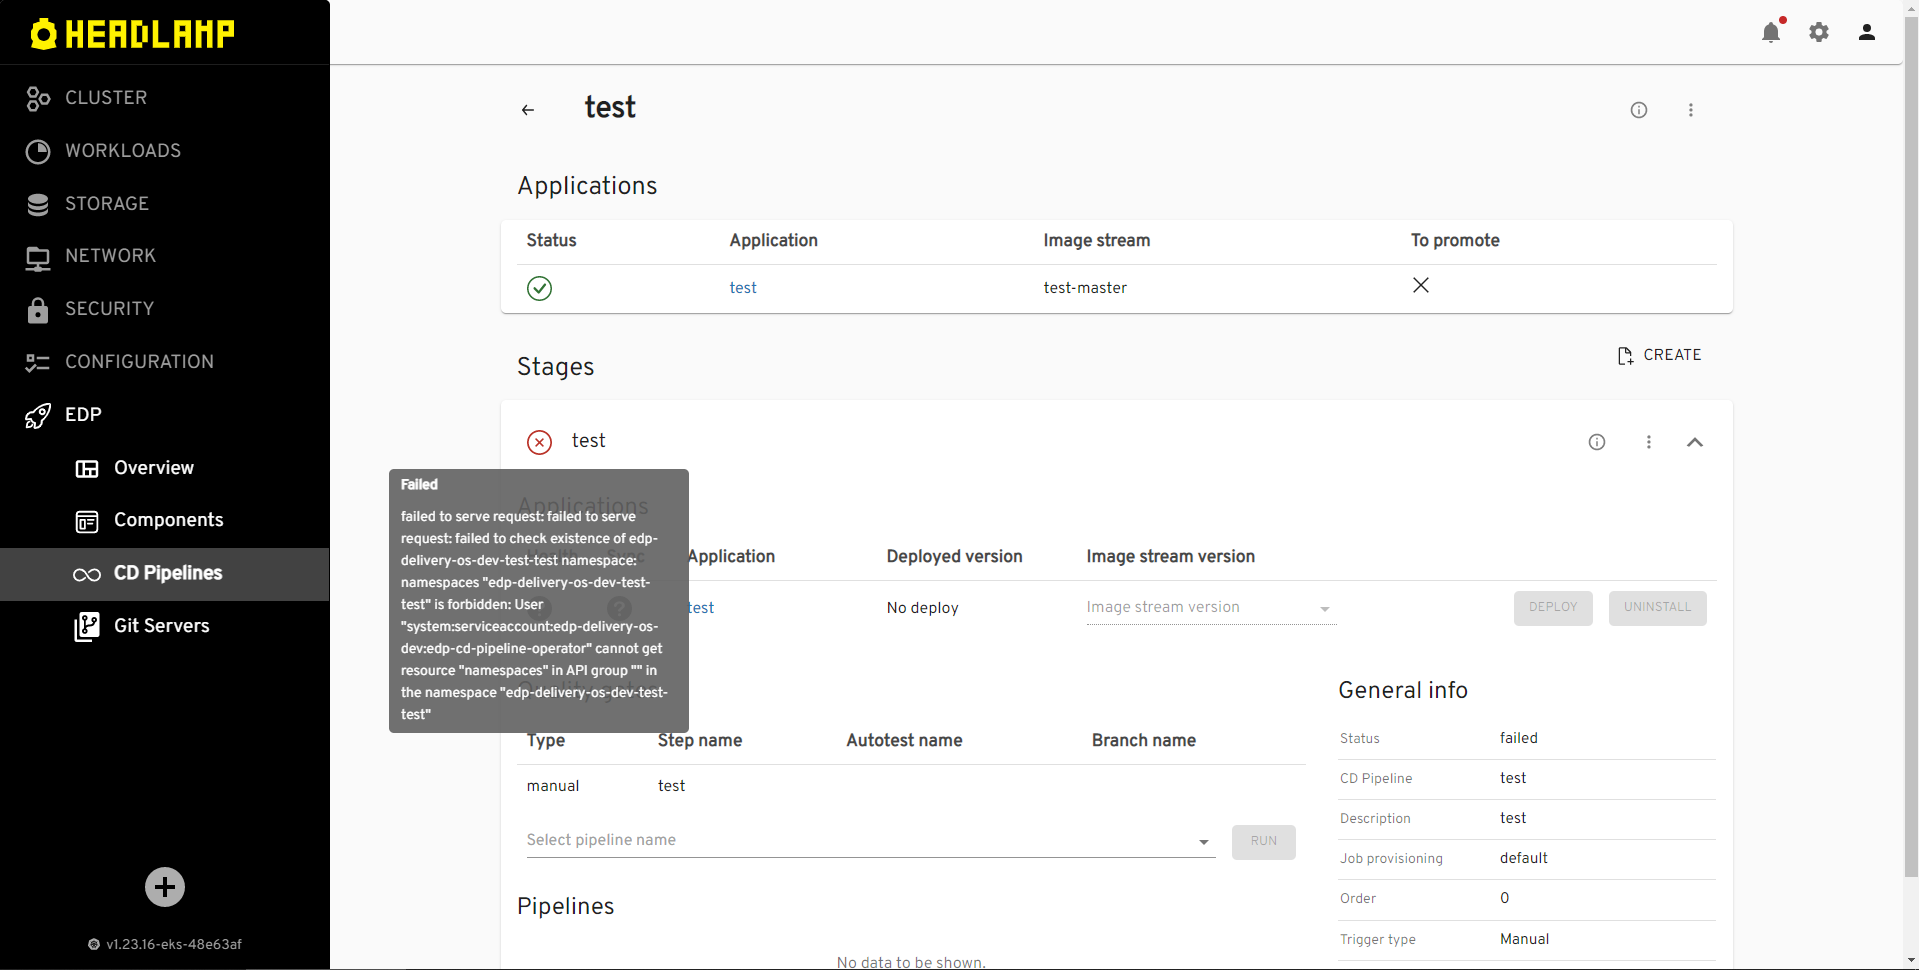 HEADLAMP
CLUSTER
WORKLOADS
STORAGE
NETWORK
SECURITY
CONFIGURATION
EDP
Overview
Components
CD Pipelines
Git Servers
v1.23.16-eks-48e63af
test
Applications
Status Application Image stream To promote
test test-master
Stages
CREATE
test
Failed
failed to serve request: failed to serve
request: failed to check existence of edp-
delivery-os-dev-test-test namespace:
namespaces "edp-delivery-os-dev-test-
test" is forbidden: User
"system:serviceaccount:edp-delivery-os-
dev:edp-cd-pipeline-operator" cannot get
resource "namespaces" in API group "" in
the namespace "edp-delivery-os-dev-test-
test"
Applications
Health Sync Application Deployed version Image stream version
test No deploy Image stream version DEPLOY UNINSTALL
Type Step name Autotest name Branch name
manual test
Select pipeline name RUN
Pipelines
No data to be shown.
General info
Status failed
CD Pipeline test
Description test
Job provisioning default
Order 0
Trigger type Manual